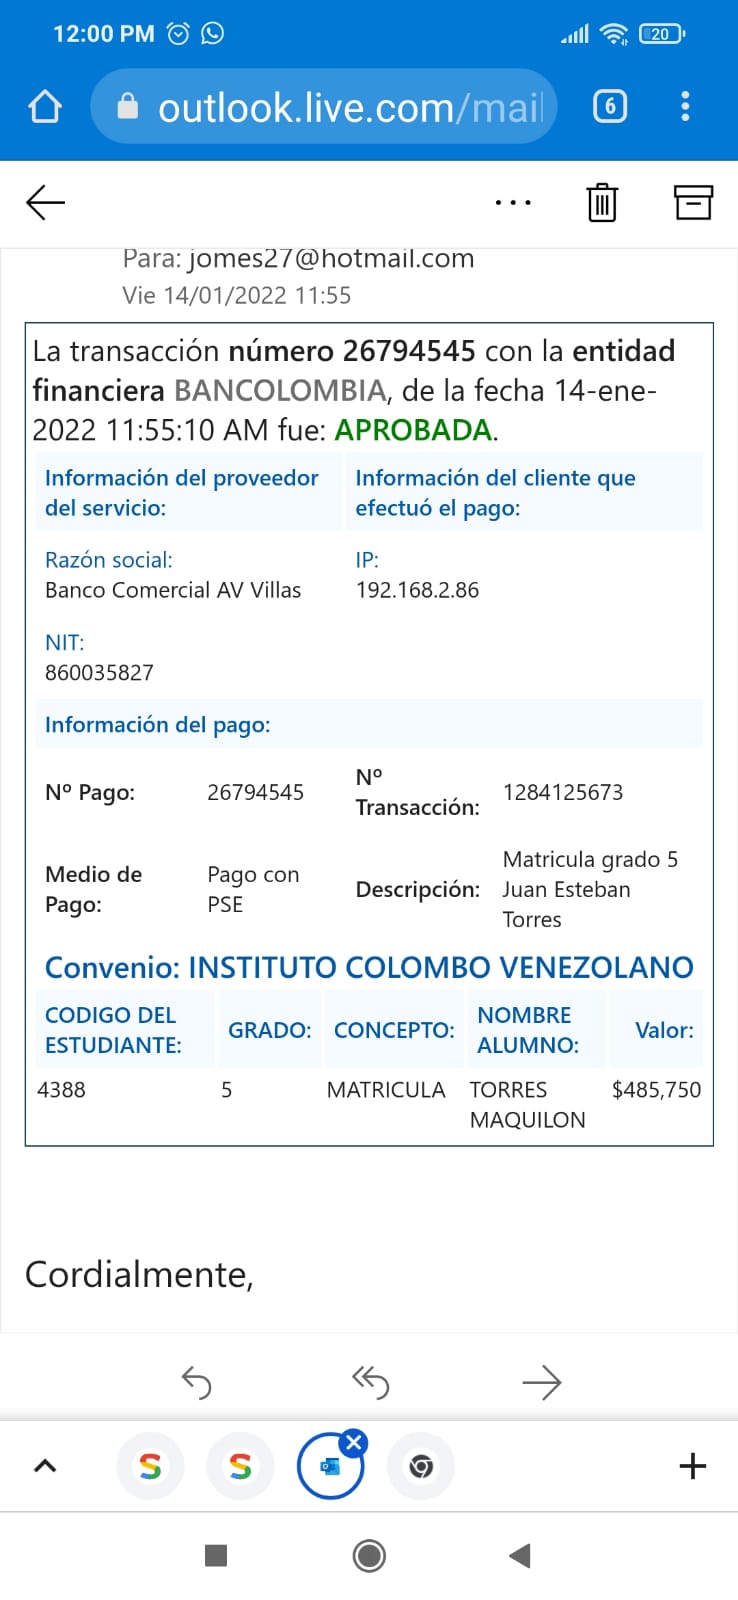 12:00 PM
20
outlook.live.com/mail
6
Para: jomes27@hotmail.com
Vie 14/01/2022 11:55
La transacción número 26794545 con la entidad
financiera BANCOLOMBIA, de la fecha 14-ene-
2022 11:55:10 AM fue: APROBADA.
Información del proveedor
del servicio:
Información del cliente que
efectuó el pago:
Razón social:
Banco Comercial AV Villas
IP:
192.168.2.86
NIT:
860035827
Información del pago:
Nº Pago:
26794545
Nº
Transacción:
1284125673
Medio de
Pago:
Pago con
PSE
Descripción:
Matricula grado 5
Juan Esteban
Torres
Convenio: INSTITUTO COLOMBO VENEZOLANO
CODIGO DEL
ESTUDIANTE:
GRADO:
CONCEPTO:
NOMBRE
ALUMNO:
Valor:
4388
5
MATRICULA
TORRES
MAQUILON
$485,750
Cordialmente,